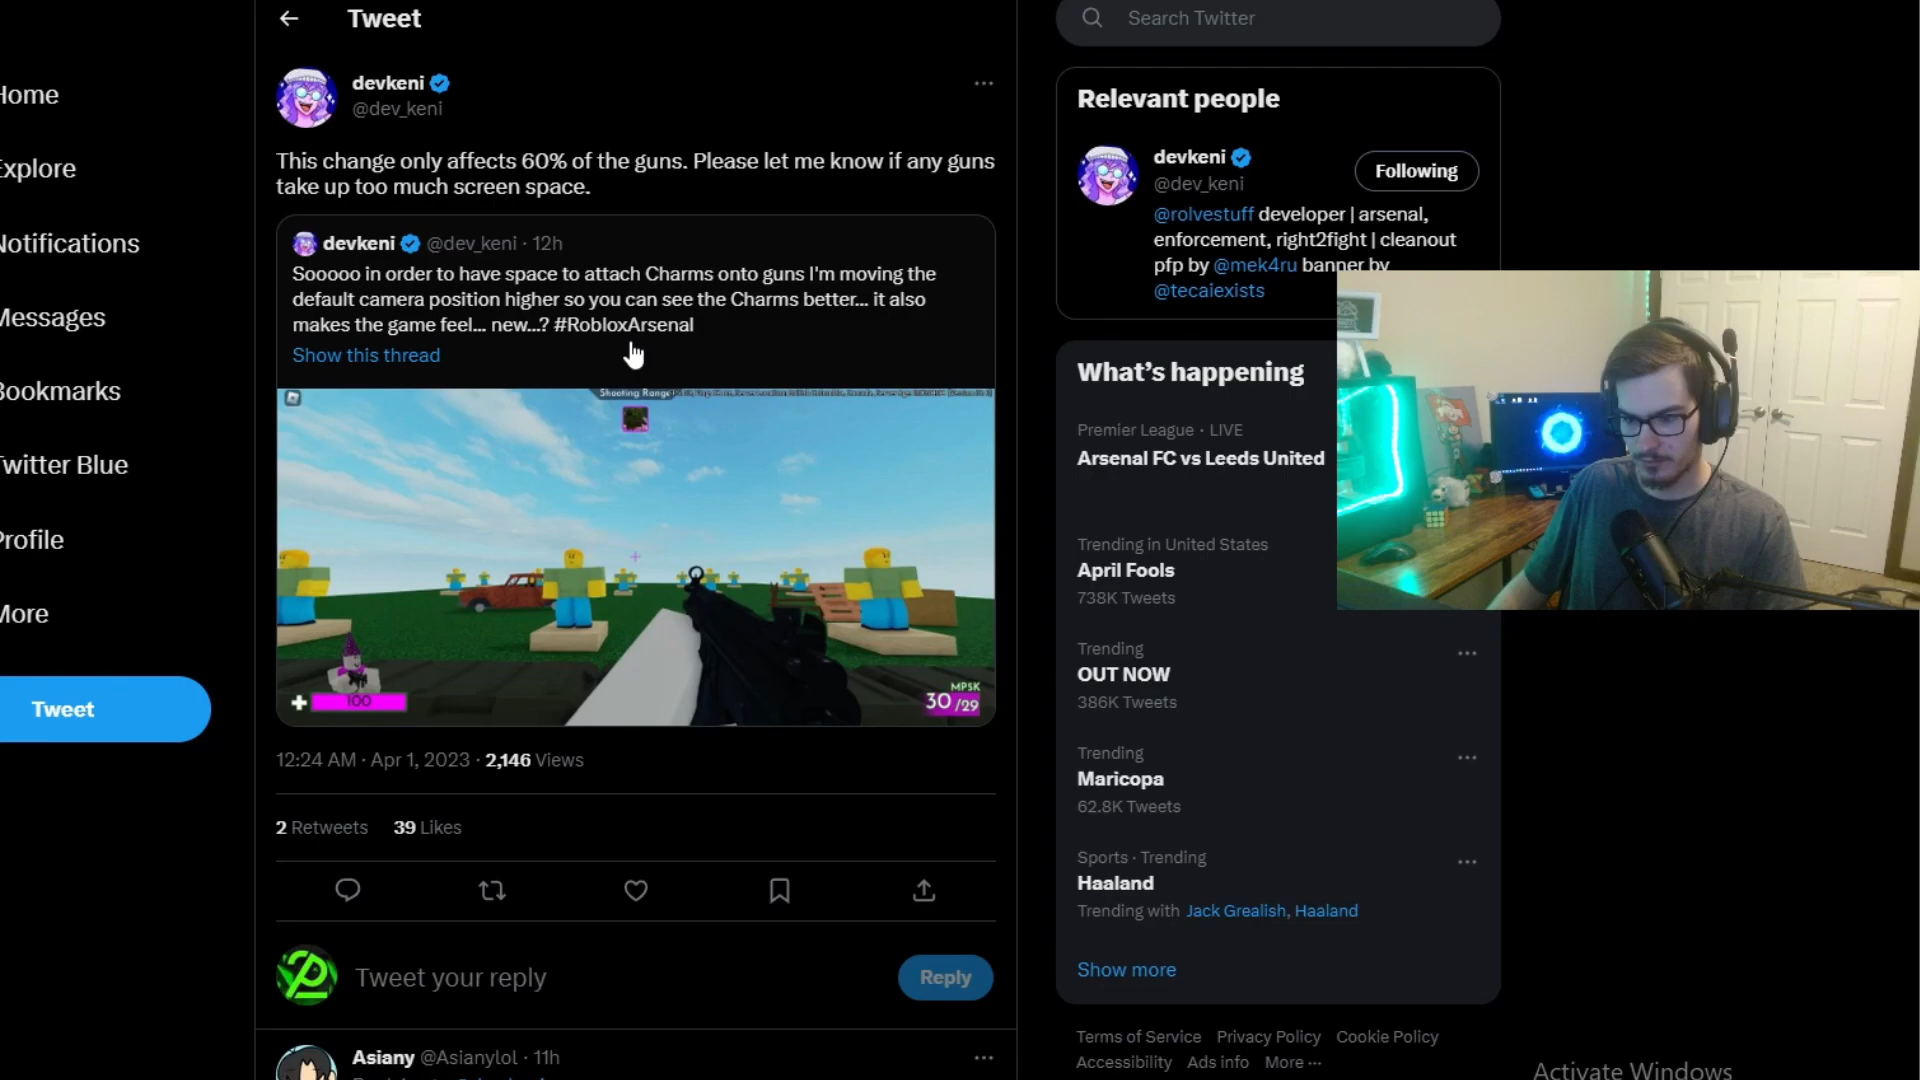 Tweet
Search Twitter
Home
Explore
Notifications
Messages
Bookmarks
Twitter Blue
Profile
More
Tweet
devkeni
@dev_keni
This change only affects 60% of the guns. Please let me know if any guns
take up too much screen space.
devkeni @dev_keni · 12h
Sooooo in order to have space to attach Charms onto guns I'm moving the
default camera position higher so you can see the Charms better... it also
makes the game feel... new...? #RobloxArsenal
Show this thread
Shooting Range
100
MP5K
30/29
12:24 AM · Apr 1, 2023 · 2,146 Views
2 Retweets 39 Likes
Tweet your reply
Reply
Asiany @Asianylol · 11h
Relevant people
devkeni
@dev_keni
Following
@rolvestuff developer | arsenal,
enforcement, right2fight | cleanout
pfp by @mek4ru banner by
@tecaiexists
What's happening
Premier League · LIVE
Arsenal FC vs Leeds United
Trending in United States
April Fools
738K Tweets
Trending
OUT NOW
386K Tweets
Trending
Maricopa
62.8K Tweets
Sports · Trending
Haaland
Trending with Jack Grealish, Haaland
Show more
Terms of Service Privacy Policy Cookie Policy
Accessibility Ads info More ···
Activate Windows